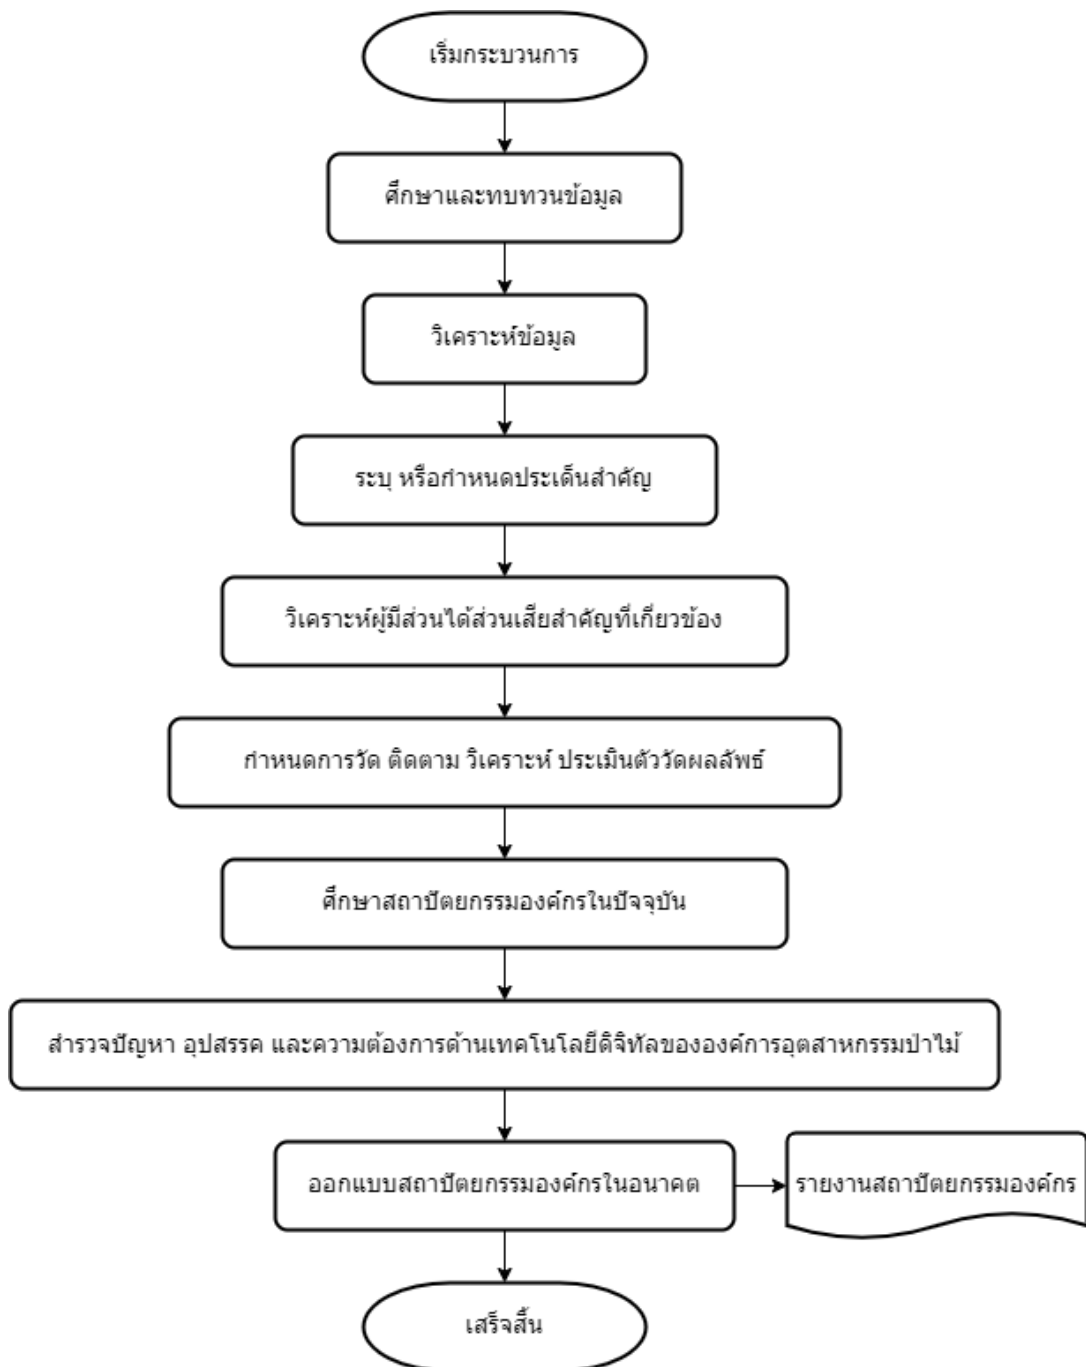 เริ่มกระบวนการ
ศึกษาและทบทวนข้อมูล
วิเคราะห์ข้อมูล
ระบุ หรือกำหนดประเด็นสำคัญ
วิเคราะห์ผู้มีส่วนได้ส่วนเสียสำคัญที่เกี่ยวข้อง
กำหนดการวัด ติดตาม วิเคราะห์ ประเมินตัววัดผลลัพธ์
ศึกษาสถาปัตยกรรมองค์กรในปัจจุบัน
สำรวจปัญหา อุปสรรค และความต้องการด้านเทคโนโลยีดิจิทัลขององค์การอุตสาหกรรมป่าไม้
ออกแบบสถาปัตยกรรมองค์กรในอนาคต
รายงานสถาปัตยกรรมองค์กร
เสร็จสิ้น